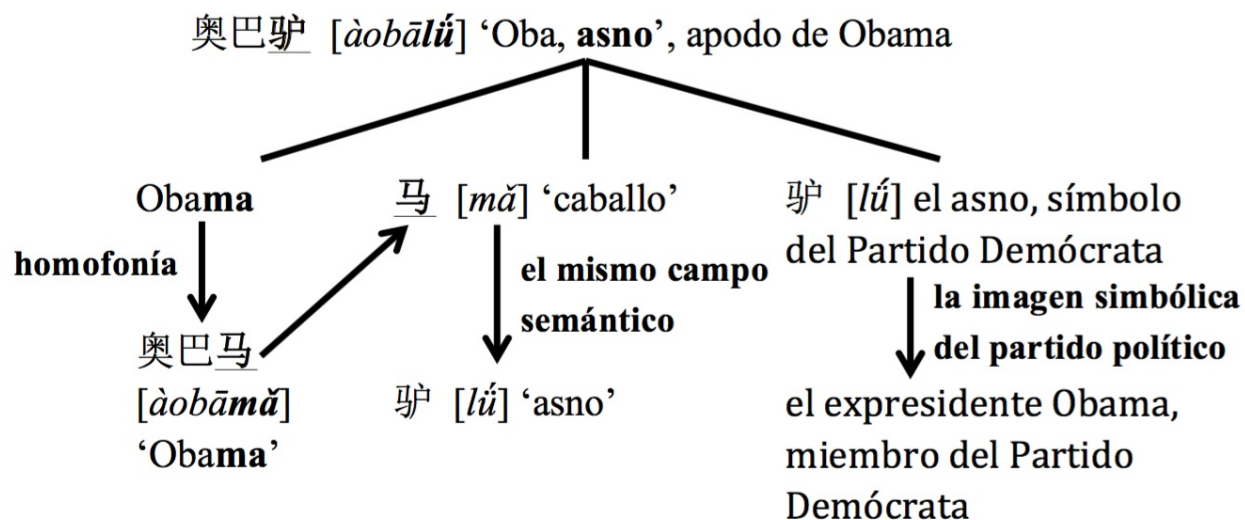 奥巴驴 [àobālǘ] ‘Oba, asno’, apodo de Obama
Obama
homofonía
奥巴马
[àobāmǎ]
‘Obama’
马 [mǎ] ‘caballo’
el mismo campo
semántico
驴 [lǘ] ‘asno’
驴 [lǘ] el asno, símbolo
del Partido Demócrata
la imagen simbólica
del partido político
el expresidente Obama,
miembro del Partido
Demócrata